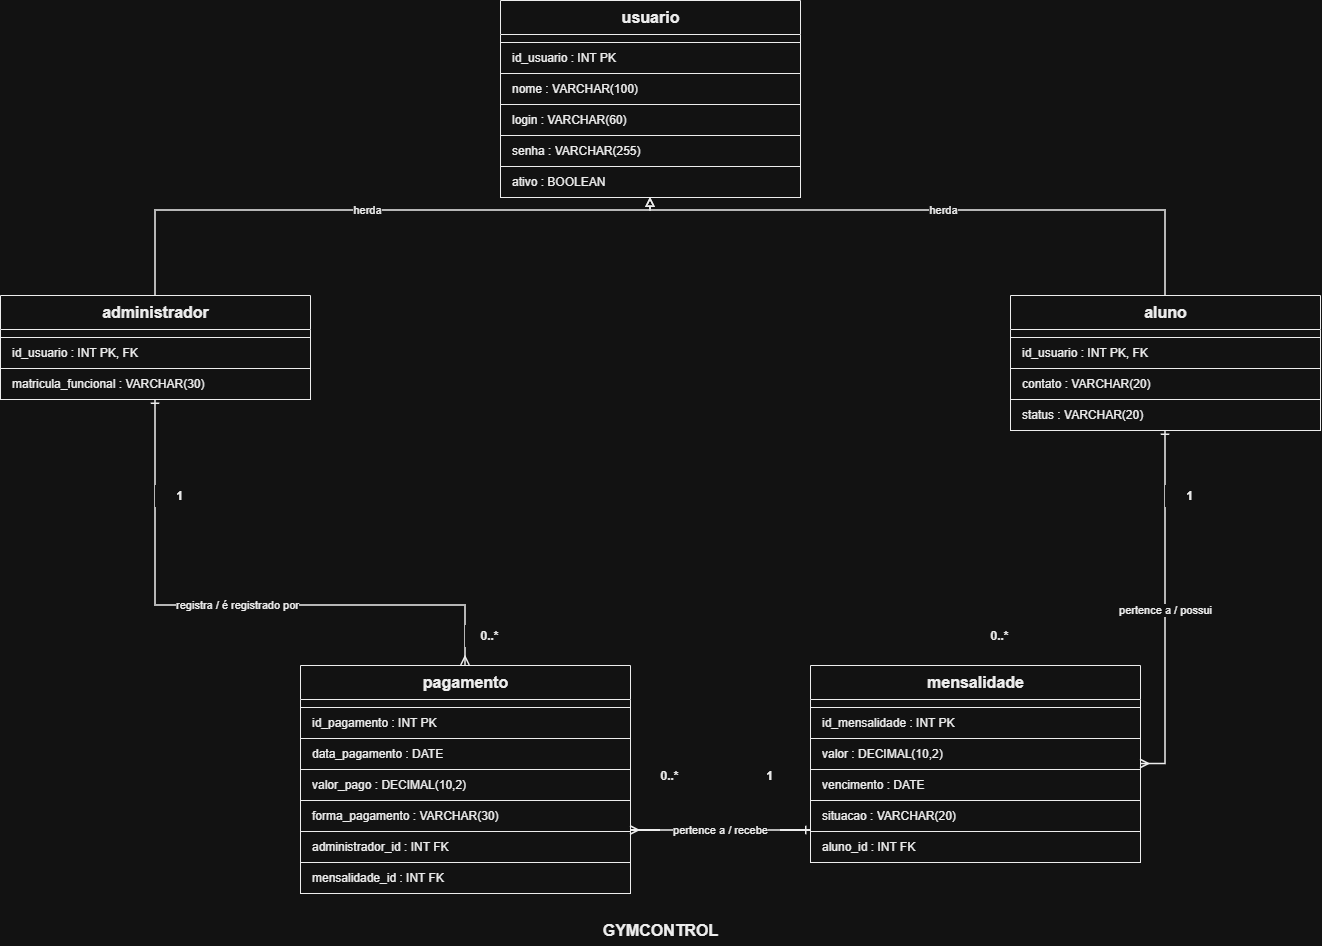 usuario
id_usuario : INT PK
nome : VARCHAR(100)
login : VARCHAR(60)
senha : VARCHAR(255)
ativo : BOOLEAN
herda
herda
administrador
id_usuario : INT PK, FK
matricula_funcional : VARCHAR(30)
aluno
id_usuario : INT PK, FK
contato : VARCHAR(20)
status : VARCHAR(20)
1
1
registra / é registrado por
pertence a / possui
0..*
0..*
pagamento
id_pagamento : INT PK
data_pagamento : DATE
valor_pago : DECIMAL(10,2)
forma_pagamento : VARCHAR(30)
administrador_id : INT FK
mensalidade_id : INT FK
0..*
1
pertence a / recebe
mensalidade
id_mensalidade : INT PK
valor : DECIMAL(10,2)
vencimento : DATE
situacao : VARCHAR(20)
aluno_id : INT FK
GYMCONTROL